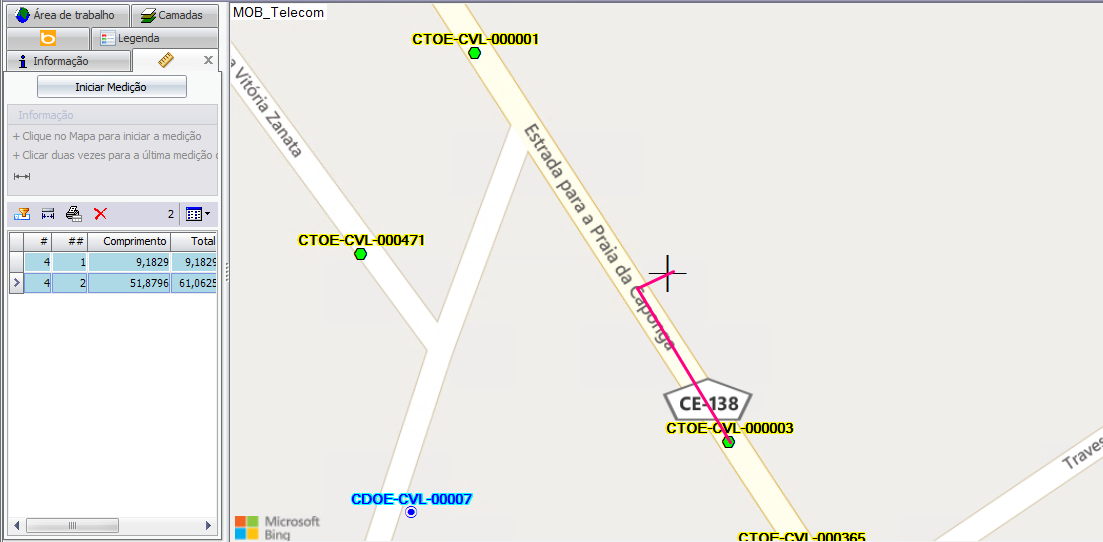 Área de trabalho
Camadas
Legenda
Informação
Iniciar Medição
Informação
+ Clique no Mapa para iniciar a medição
+ Clicar duas vezes para a última medição
2
# ## Comprimento Total
4 1 9,1829 9,1829
4 2 51,8796 61,0625
MOB_Telecom
CTOE-CVL-000001
a Vitória Zanata
Estrada para a Praia da Caponga
CTOE-CVL-000471
CE-138
CTOE-CVL-000003
Traves
CDOE-CVL-00007
Microsoft
Bing
CTOE-CVL-000365